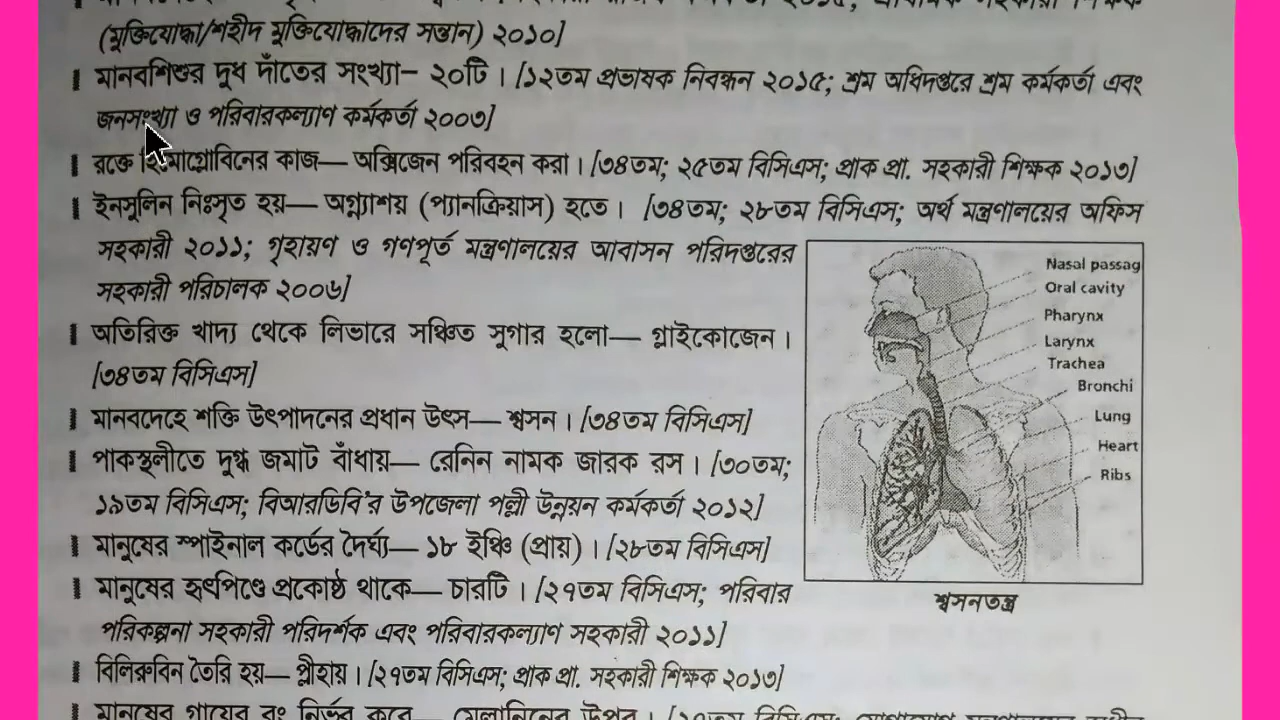 (মুক্তিযোদ্ধা/শহীদ মুক্তিযোদ্ধাদের সন্তান) ২০১০]
মানবশিশুর দুধ দাঁতের সংখ্যা— ২০টি। [১২তম প্রভাষক নিবন্ধন ২০১৫; শ্রম অধিদপ্তরে শ্রম কর্মকর্তা এবং
জনসংখ্যা ও পরিবারকল্যাণ কর্মকর্তা ২০০৩]
রক্তে হিমোগ্লোবিনের কাজ— অক্সিজেন পরিবহন করা। [৩৪তম; ২৫তম বিসিএস; প্রাক প্রা. সহকারী শিক্ষক ২০১৩]
ইনসুলিন নিঃসৃত হয়— অগ্ন্যাশয় (প্যানক্রিয়াস) হতে। [৩৪তম; ২৮তম বিসিএস; অর্থ মন্ত্রণালয়ের অফিস
সহকারী ২০১১; গৃহায়ণ ও গণপূর্ত মন্ত্রণালয়ের আবাসন পরিদপ্তরের
সহকারী পরিচালক ২০০৬]
অতিরিক্ত খাদ্য থেকে লিভারে সঞ্চিত সুগার হলো— গ্লাইকোজেন।
[৩৪তম বিসিএস]
মানবদেহে শক্তি উৎপাদনের প্রধান উৎস— শ্বসন। [৩৪তম বিসিএস]
পাকস্থলীতে দুগ্ধ জমাট বাঁধায়— রেনিন নামক জারক রস। [৩০তম;
১৯তম বিসিএস; বিআরডিবি'র উপজেলা পল্লী উন্নয়ন কর্মকর্তা ২০১২]
মানুষের স্পাইনাল কর্ডের দৈর্ঘ্য— ১৮ ইঞ্চি (প্রায়)। [২৮তম বিসিএস]
মানুষের হৃৎপিণ্ডে প্রকোষ্ঠ থাকে— চারটি। [২৭তম বিসিএস; পরিবার
পরিকল্পনা সহকারী পরিদর্শক এবং পরিবারকল্যাণ সহকারী ২০১১]
বিলিরুবিন তৈরি হয়— প্লীহায়। [২৭তম বিসিএস; প্রাক প্রা. সহকারী শিক্ষক ২০১৩]
মানুষের গায়ের রং নির্ভর করে— মেলানিনের উপর।
Nasal passag
Oral cavity
Pharynx
Larynx
Trachea
Bronchi
Lung
Heart
Ribs
শ্বসনতন্ত্র